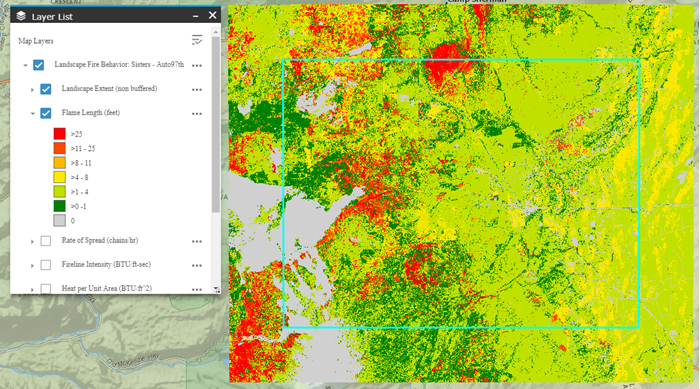 CRESCENT
Layer List
Map Layers
Landscape Fire Behavior: Sisters - Auto97th
Landscape Extent (non buffered)
Flame Length (feet)
>25
>11 - 25
>8 - 11
>4 - 8
>1 - 4
>0 -1
0
Rate of Spread (chains/hr)
Fireline Intensity (BTU/ft-sec)
Heat per Unit Area (BTU/ft^2)
Camp Sherman
McKenzie Hwy